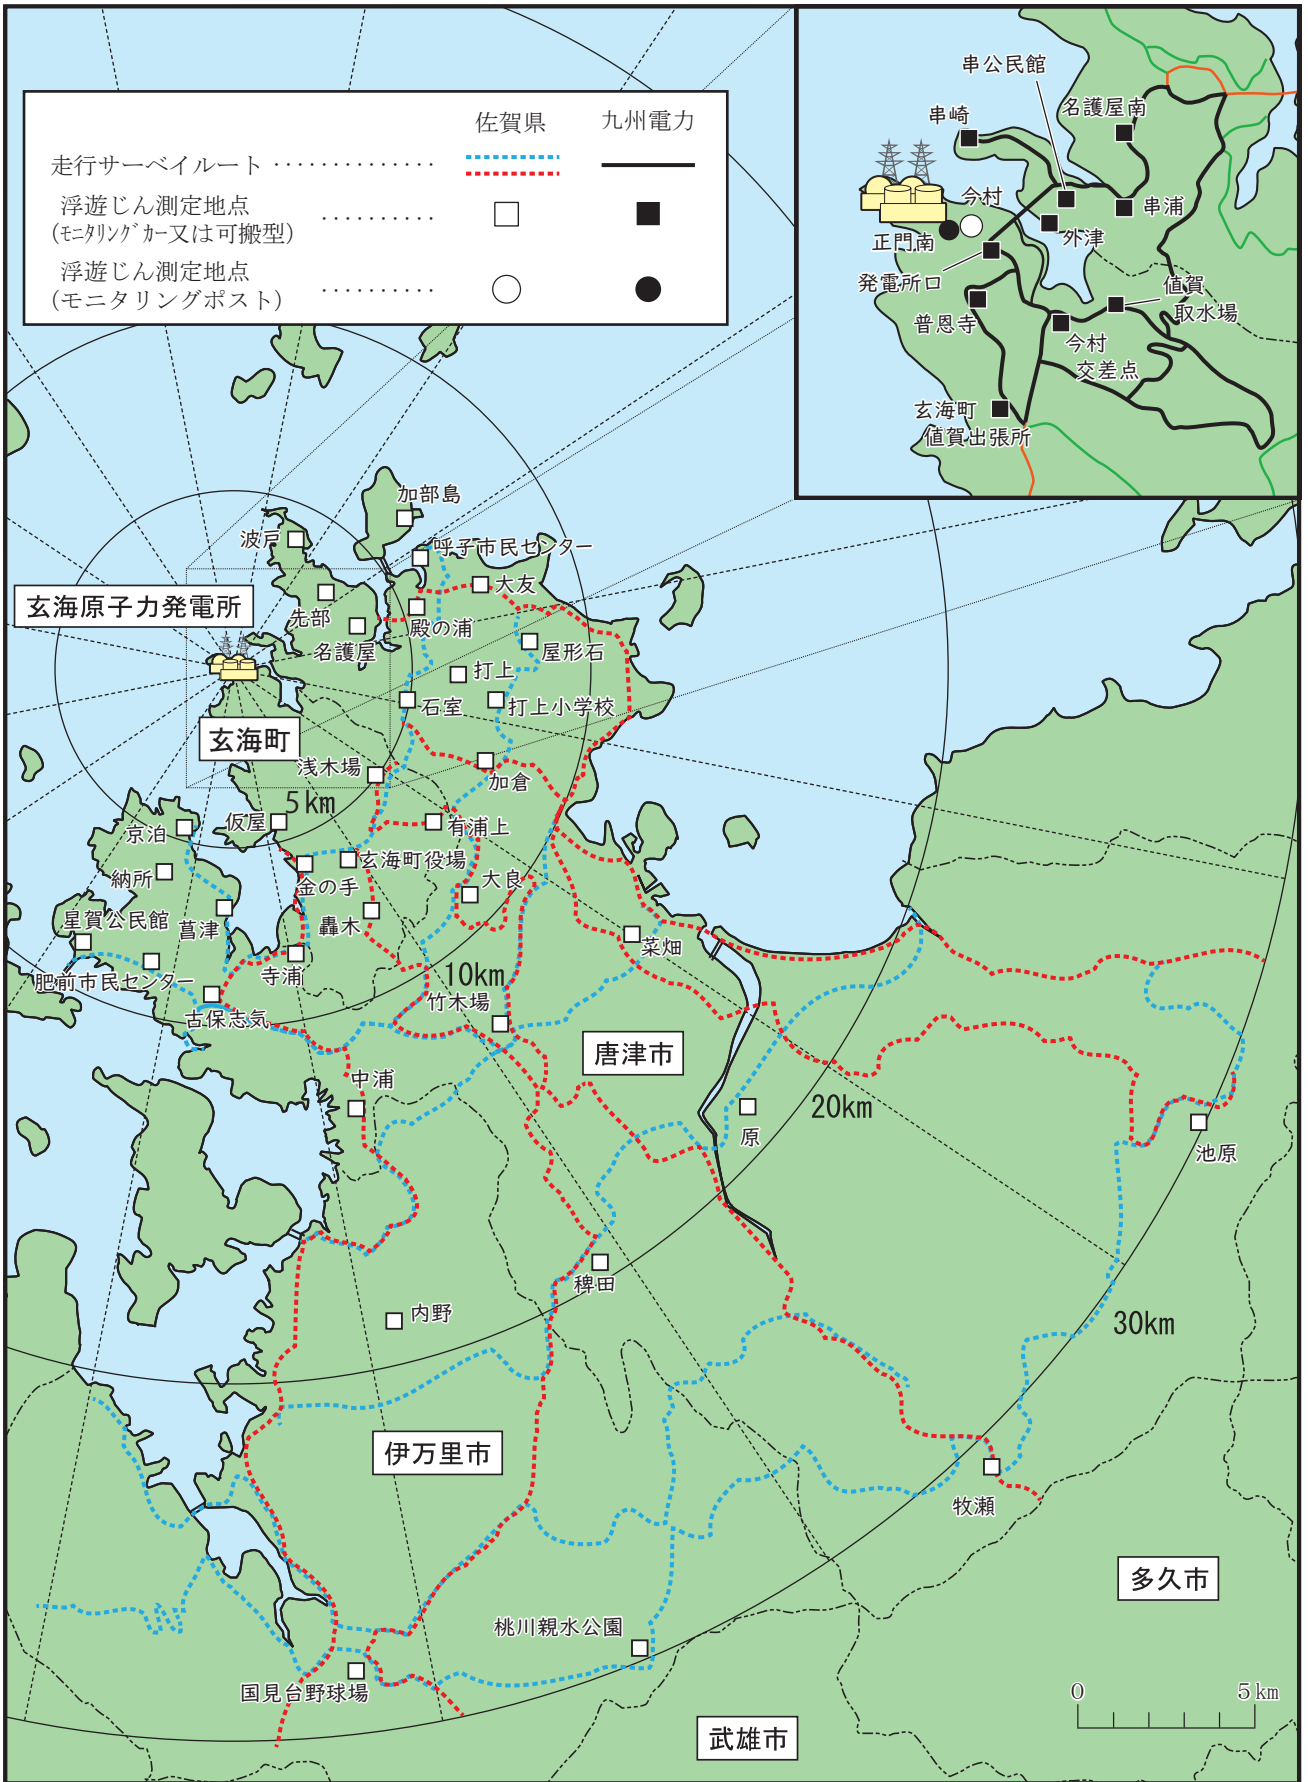 佐賀県
九州電力
走行サーベイルート ‥‥‥‥‥‥‥
浮遊じん測定地点
(ﾓﾆﾀﾘﾝｸﾞｶｰ又は可搬型)
‥‥‥‥‥
浮遊じん測定地点
(モニタリングポスト)
‥‥‥‥‥
串公民館
串崎
名護屋南
今村
串浦
正門南
外津
発電所口
値賀
取水場
普恩寺
今村
交差点
玄海町
値賀出張所
加部島
波戸
呼子市民センター
大友
玄海原子力発電所
先部
殿の浦
名護屋
屋形石
打上
石室
打上小学校
玄海町
浅木場
加倉
5km
仮屋
有浦上
京泊
玄海町役場
納所
金の手
大良
星賀公民館
菖津
轟木
菜畑
肥前市民センター
寺浦
10km
竹木場
古保志気
唐津市
中浦
20km
原
池原
稗田
内野
30km
伊万里市
牧瀬
多久市
桃川親水公園
国見台野球場
0
5km
武雄市